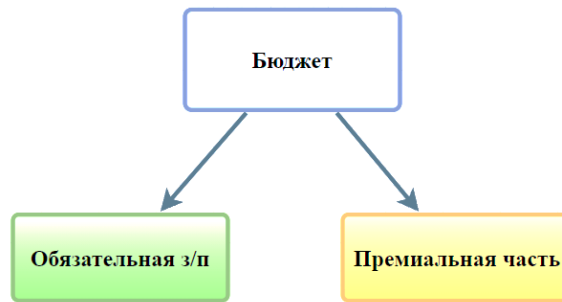 Бюджет
Обязательная з/п
Премиальная часть